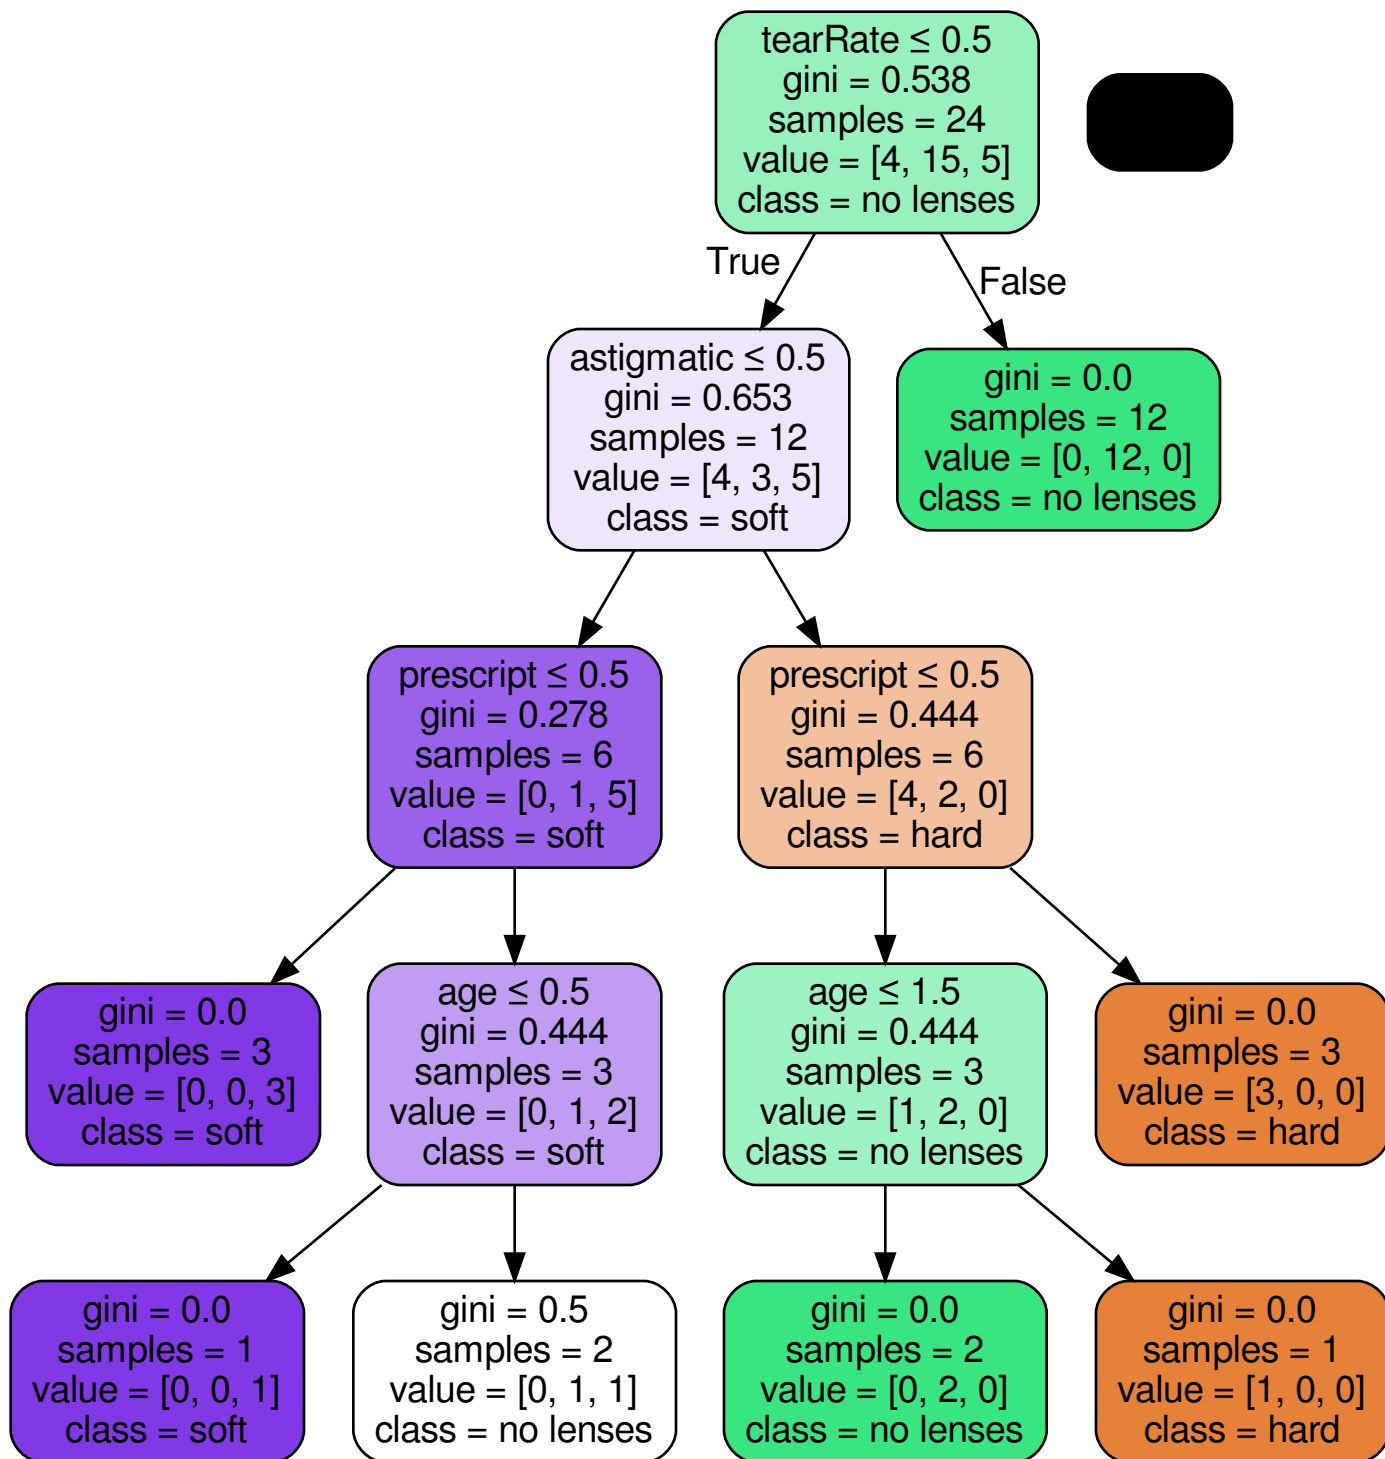 tearRate ≤ 0.5
gini = 0.538
samples = 24
value = [4, 15, 5]
class = no lenses
True
False
astigmatic ≤ 0.5
gini = 0.653
samples = 12
value = [4, 3, 5]
class = soft
gini = 0.0
samples = 12
value = [0, 12, 0]
class = no lenses
prescript ≤ 0.5
gini = 0.278
samples = 6
value = [0, 1, 5]
class = soft
prescript ≤ 0.5
gini = 0.444
samples = 6
value = [4, 2, 0]
class = hard
gini = 0.0
samples = 3
value = [0, 0, 3]
class = soft
age ≤ 0.5
gini = 0.444
samples = 3
value = [0, 1, 2]
class = soft
age ≤ 1.5
gini = 0.444
samples = 3
value = [1, 2, 0]
class = no lenses
gini = 0.0
samples = 3
value = [3, 0, 0]
class = hard
gini = 0.0
samples = 1
value = [0, 0, 1]
class = soft
gini = 0.5
samples = 2
value = [0, 1, 1]
class = no lenses
gini = 0.0
samples = 2
value = [0, 2, 0]
class = no lenses
gini = 0.0
samples = 1
value = [1, 0, 0]
class = hard